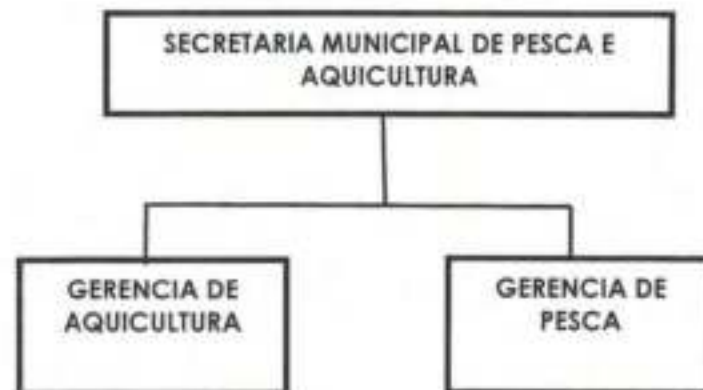 SECRETARIA MUNICIPAL DE PESCA E
AQUICULTURA
GERENCIA DE
AQUICULTURA
GERENCIA DE
PESCA